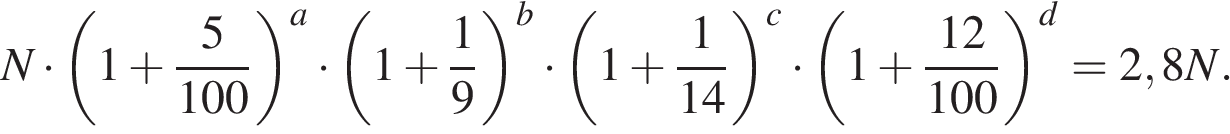 N · (1 + 5/100)^a · (1 + 1/9)^b · (1 + 1/14)^c · (1 + 12/100)^d = 2,8N.